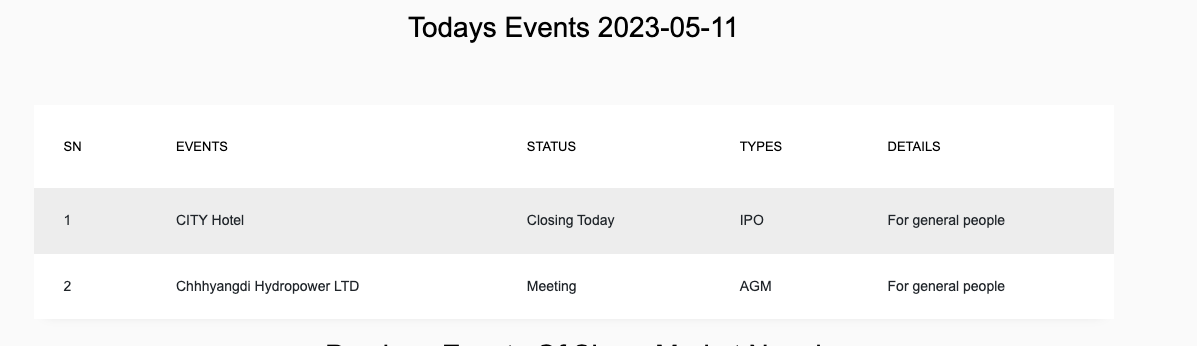 Todays Events 2023-05-11
SN EVENTS STATUS TYPES DETAILS
1 CITY Hotel Closing Today IPO For general people
2 Chhhyangdi Hydropower LTD Meeting AGM For general people